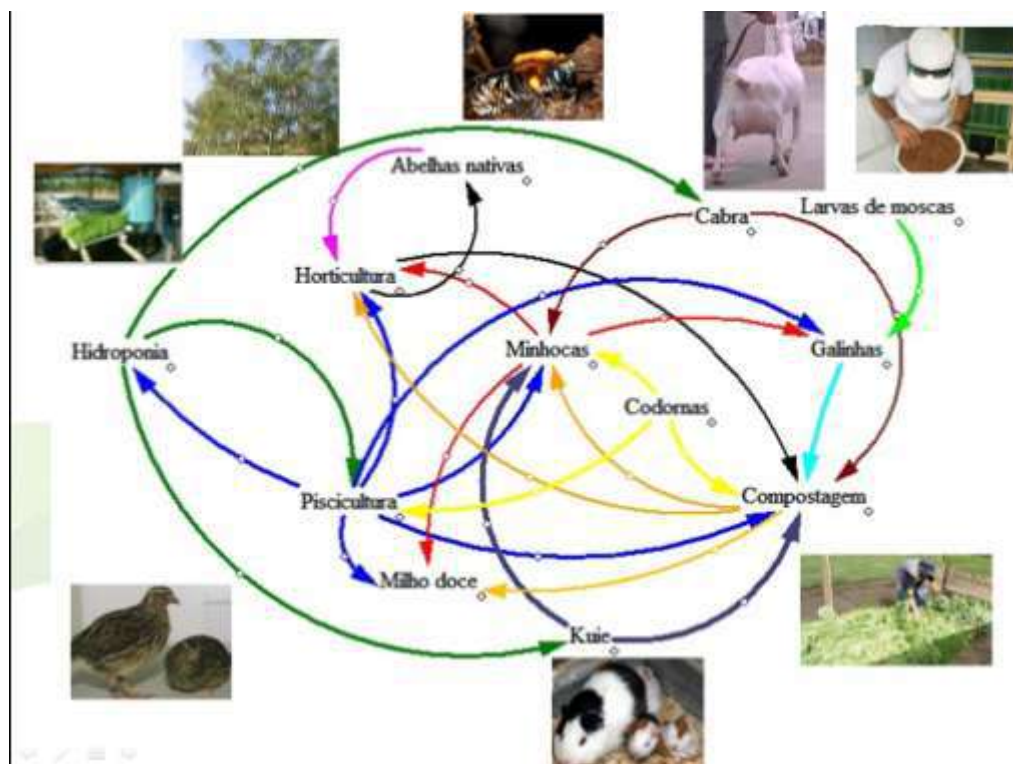 Abelhas nativas
Cabra
Larvas de moscas
Horticultura
Hidroponia
Minhocas
Galinhas
Codornas
Piscicultura
Compostagem
Milho doce
Kuie